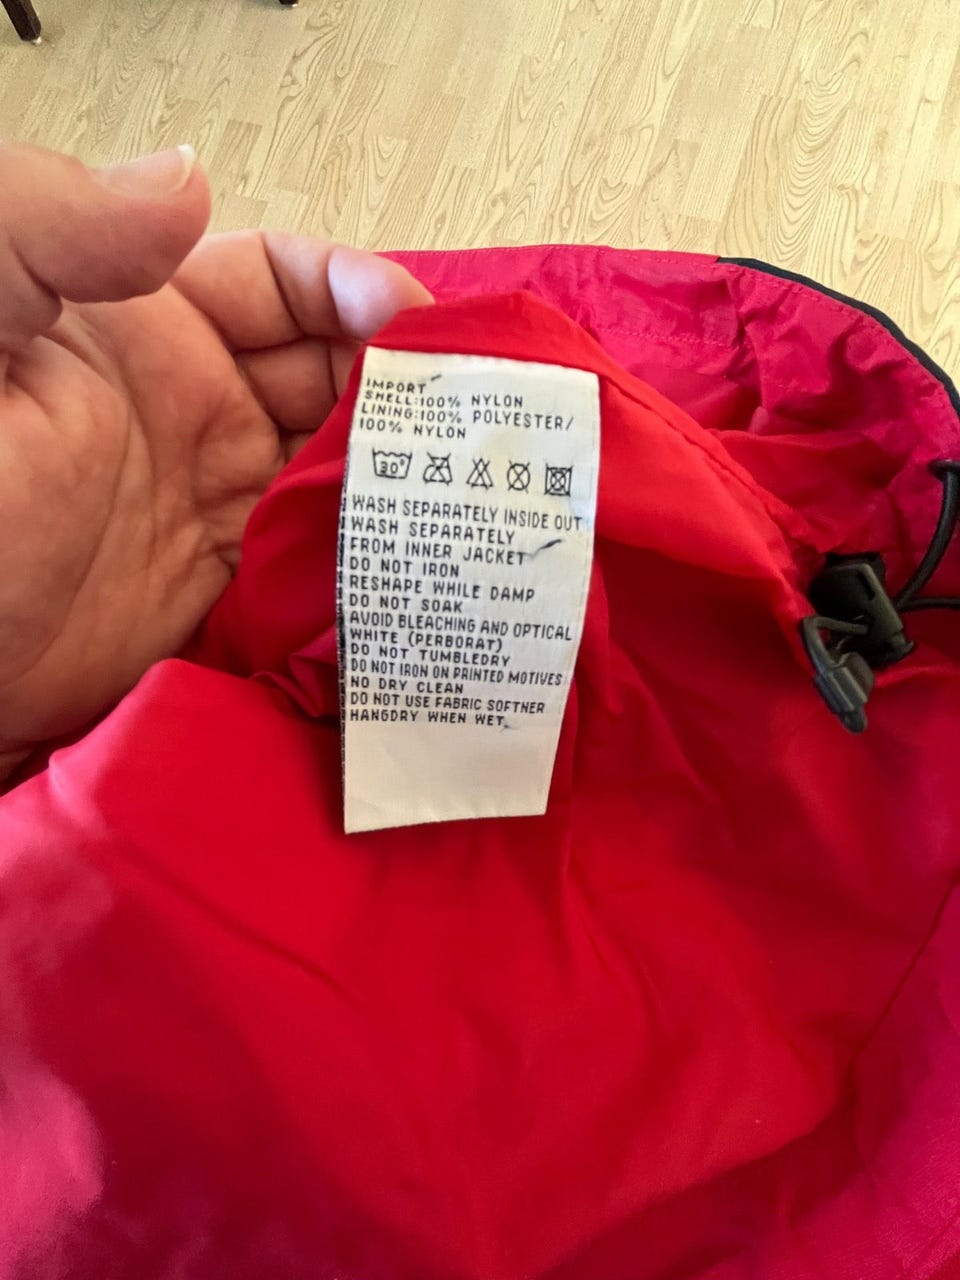 IMPORT
SHELL:100% NYLON
LINING:100% POLYESTER/
100% NYLON
30°
WASH SEPARATELY INSIDE OUT
WASH SEPARATELY
FROM INNER JACKET
DO NOT IRON
RESHAPE WHILE DAMP
DO NOT SOAK
AVOID BLEACHING AND OPTICAL
WHITE (PERBORAT)
DO NOT TUMBLEDRY
DO NOT IRON ON PRINTED MOTIVES
NO DRY CLEAN
DO NOT USE FABRIC SOFTNER
HANGDRY WHEN WET